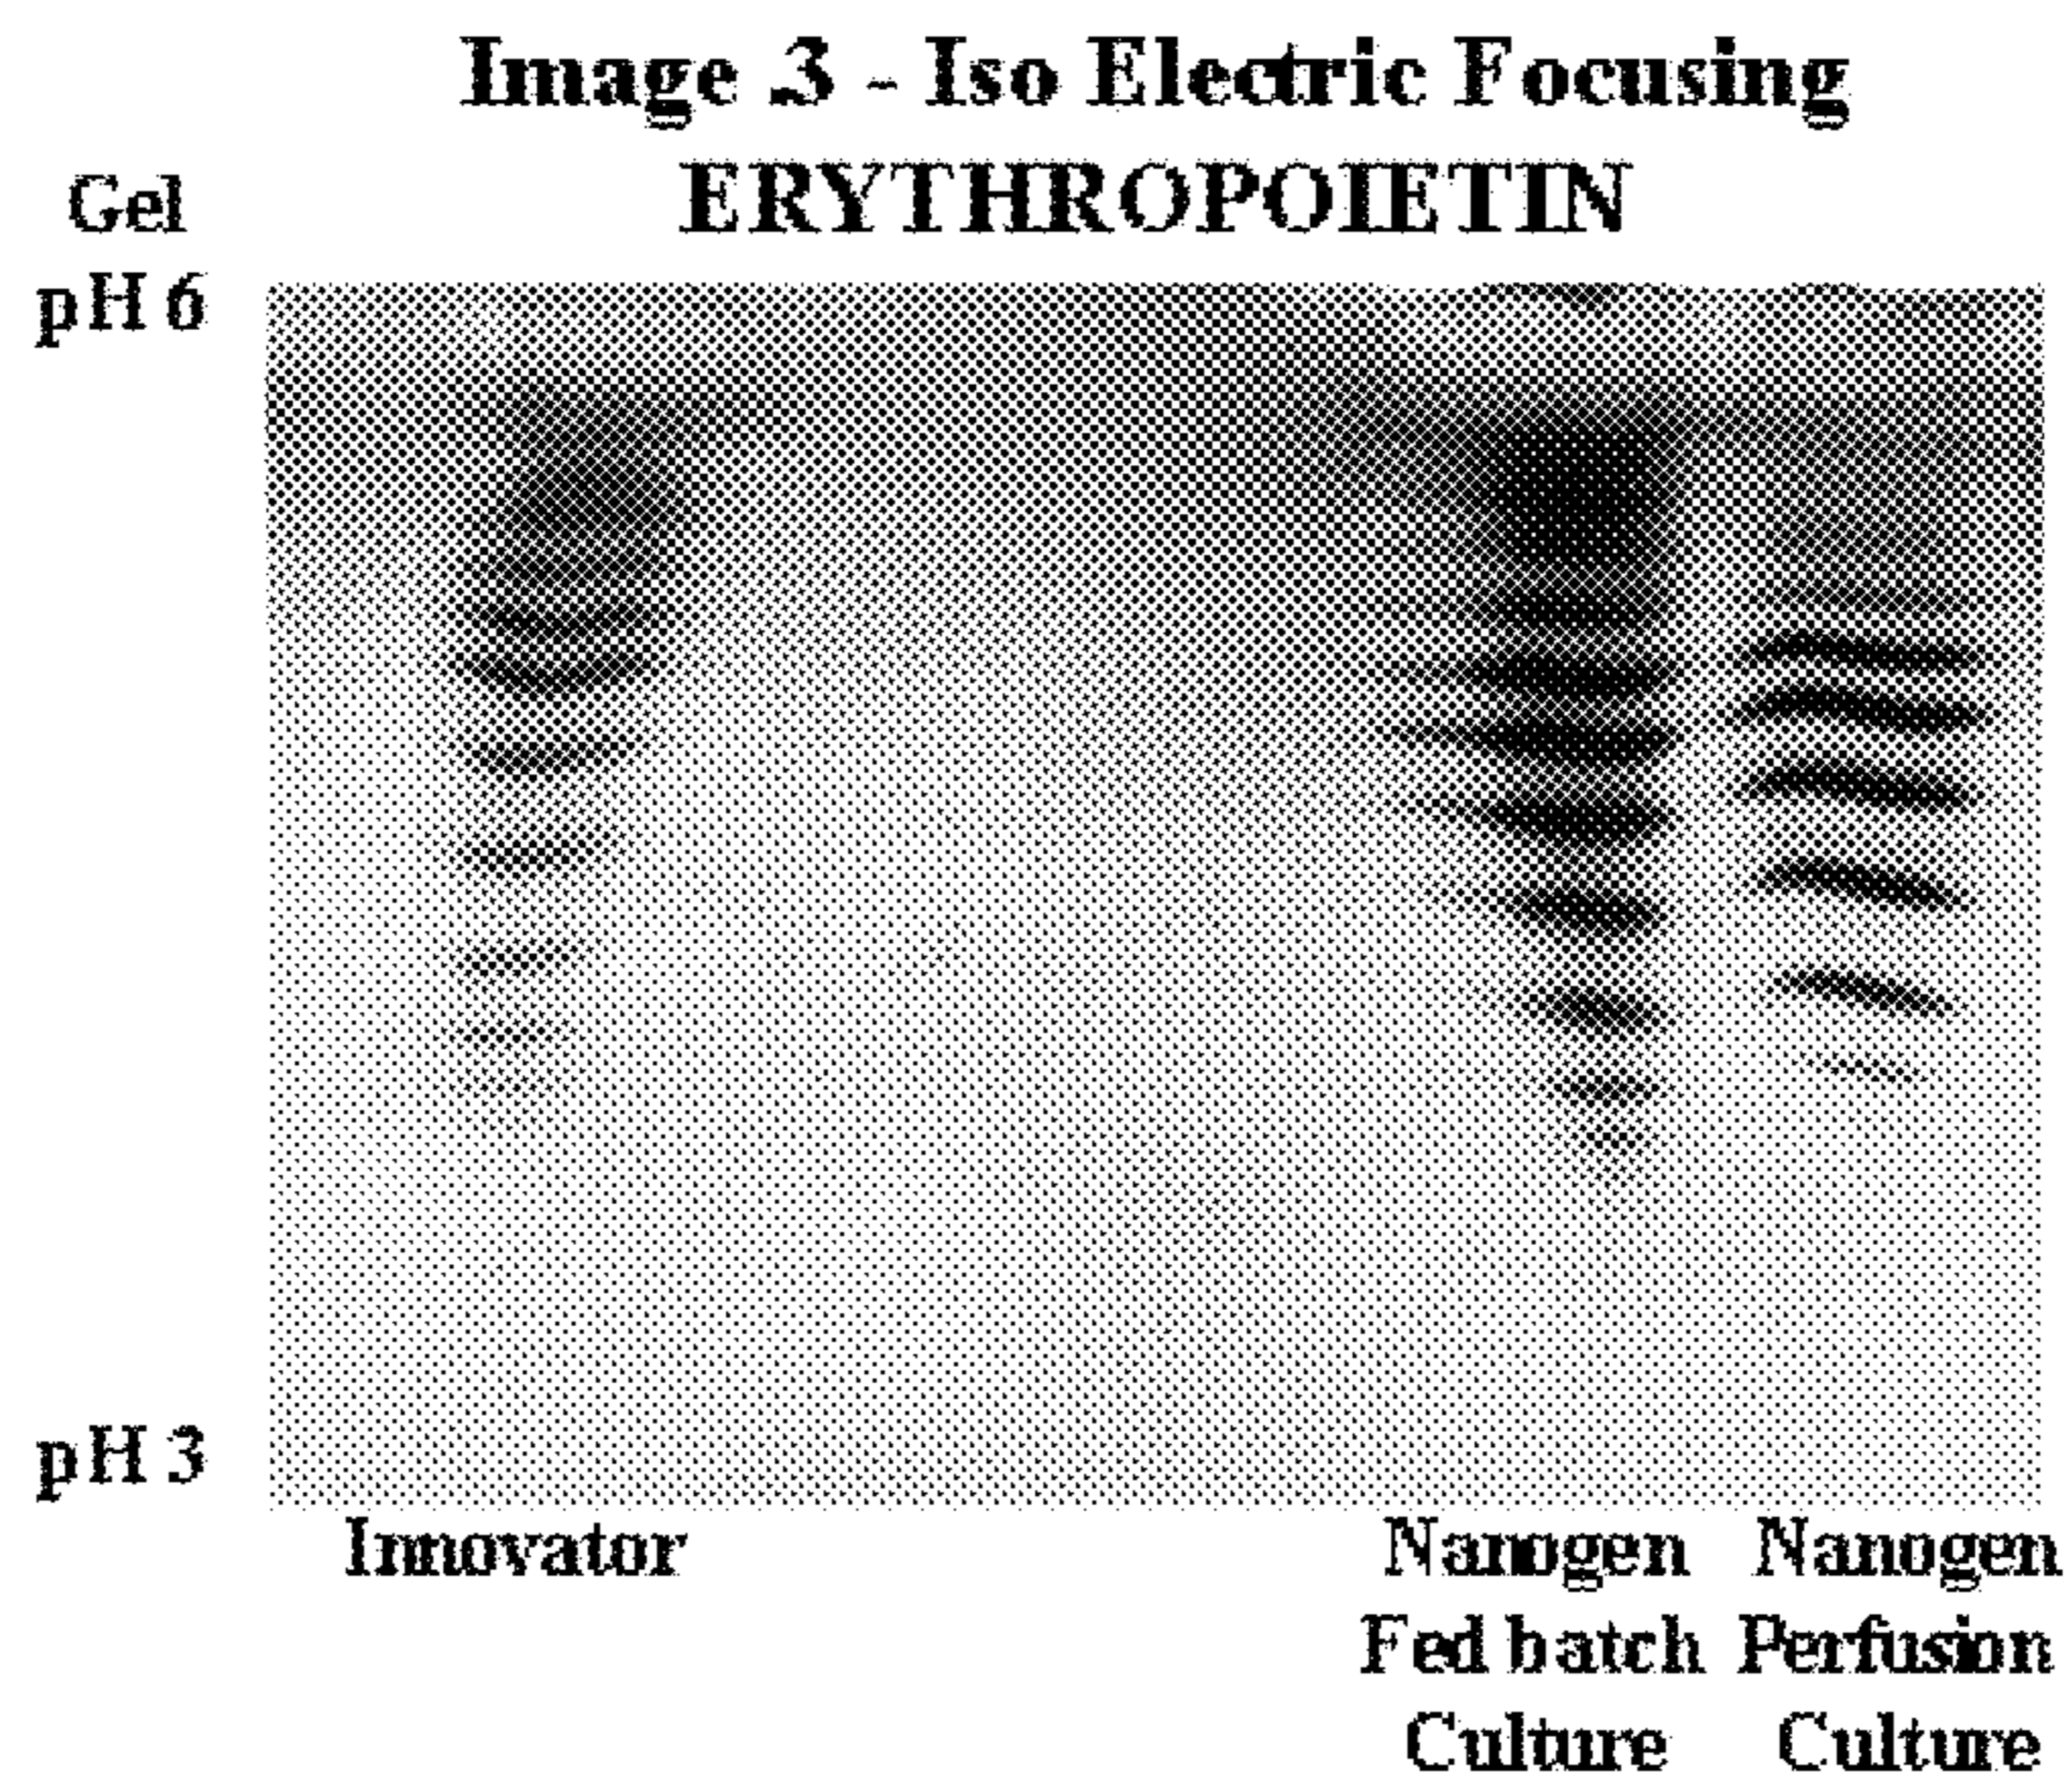 Image .3 - Iso Electric Focusing
ERYTHROPOIETIN
Gel
pH 6
pH 3
Innovator
Nanogen
Fed batch
Culture
Nanogen
Perfusion
Culture